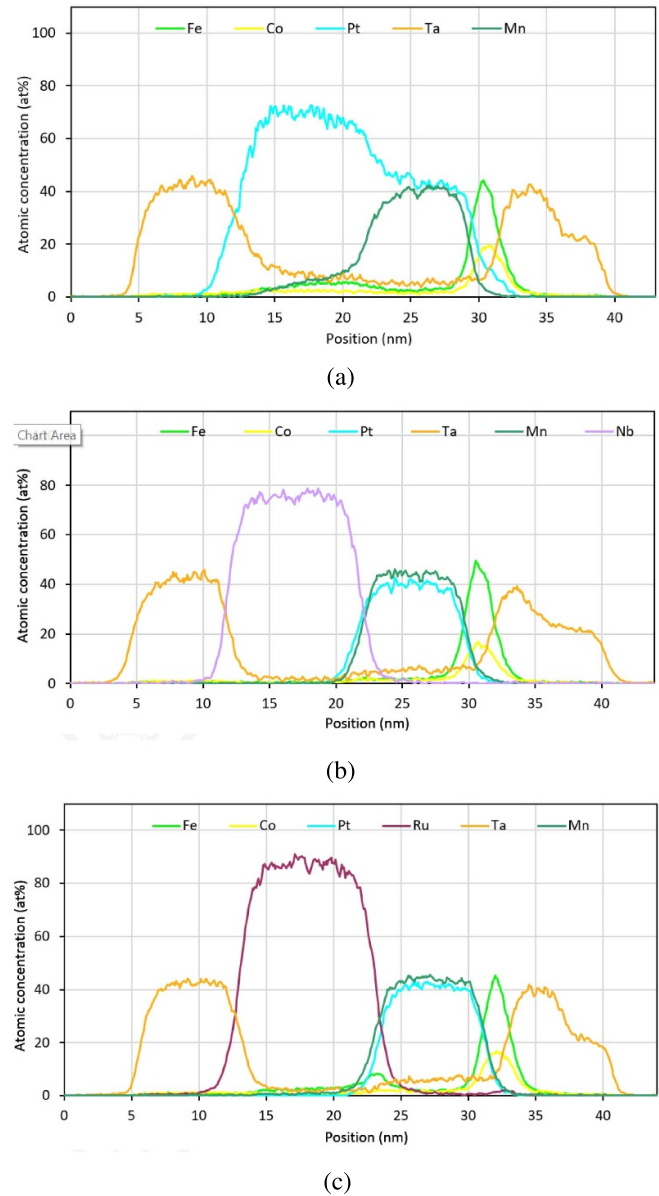 Fe Co Pt Ta Mn
100
80
60
40
20
0
Atomic concentration (at%)
0 5 10 15 20 25 30 35 40
Position (nm)
(a)
Chart Area
Fe Co Pt Ta Mn Nb
80
60
40
20
0
Atomic concentration (at%)
0 5 10 15 20 25 30 35 40
Position (nm)
(b)
Fe Co Pt Ru Ta Mn
100
80
60
40
20
0
Atomic concentration (at%)
0 5 10 15 20 25 30 35 40
Position (nm)
(c)